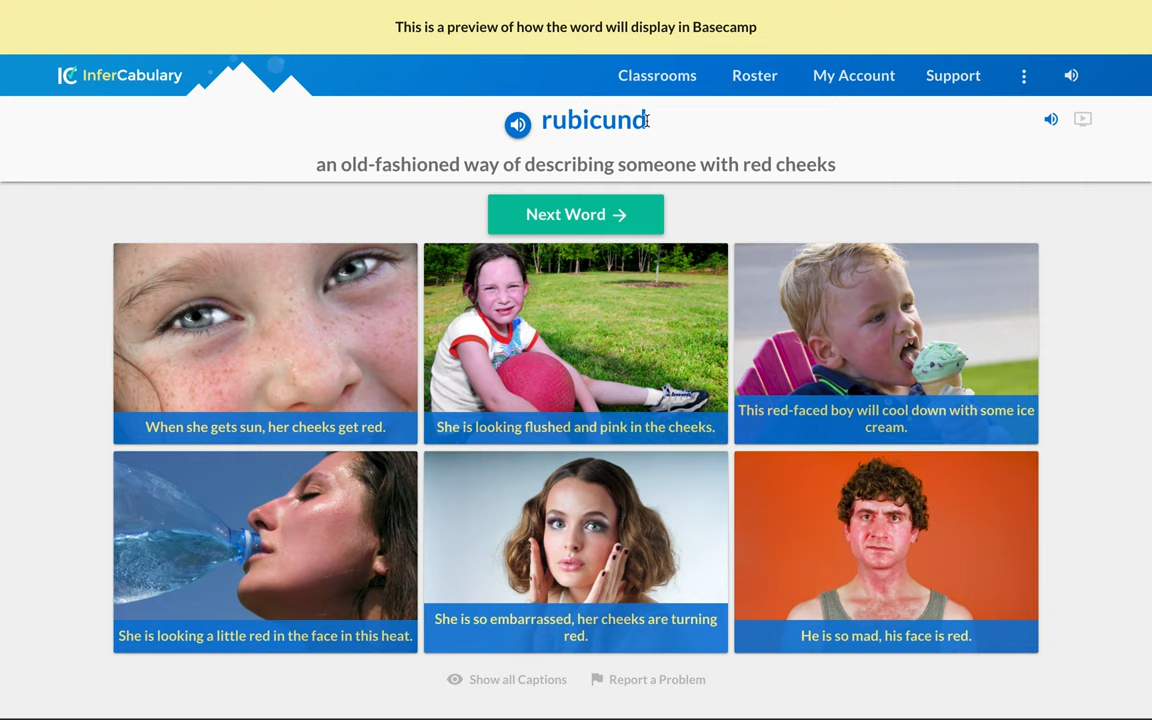 This is a preview of how the word will display in Basecamp
IC InferCabulary
Classrooms
Roster
My Account
Support
rubicund
an old-fashioned way of describing someone with red cheeks
Next Word →
When she gets sun, her cheeks get red.
She is looking flushed and pink in the cheeks.
This red-faced boy will cool down with some ice
cream.
She is looking a little red in the face in this heat.
She is so embarrassed, her cheeks are turning
red.
He is so mad, his face is red.
Show all Captions
Report a Problem